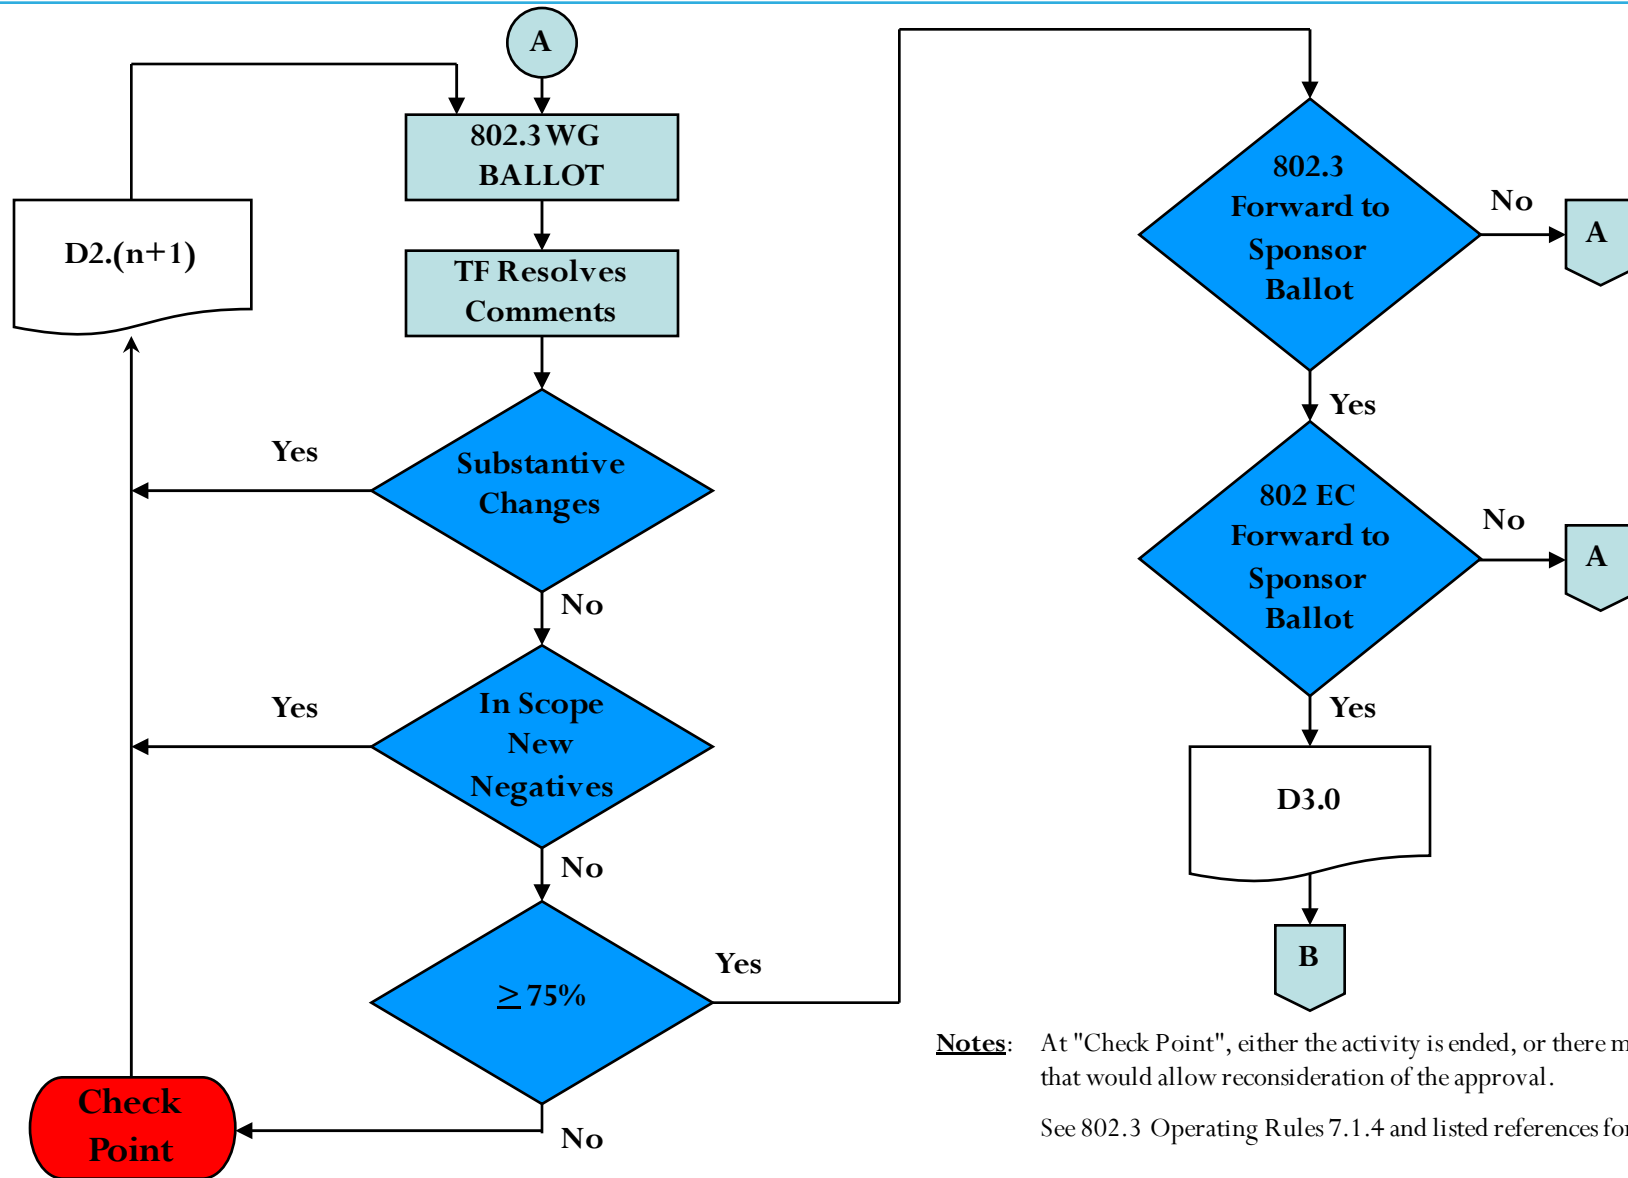 A
802.3 WG
BALLOT
D2.(n+1)
TF Resolves
Comments
Yes
Substantive
Changes
No
Yes
In Scope
New
Negatives
No
≥ 75%
Yes
Check
Point
No
802.3
Forward to
Sponsor
Ballot
No
A
Yes
802 EC
Forward to
Sponsor
Ballot
No
A
Yes
D3.0
B
Notes: At "Check Point", either the activity is ended, or there
that would allow reconsideration of the approval.
See 802.3 Operating Rules 7.1.4 and listed references for